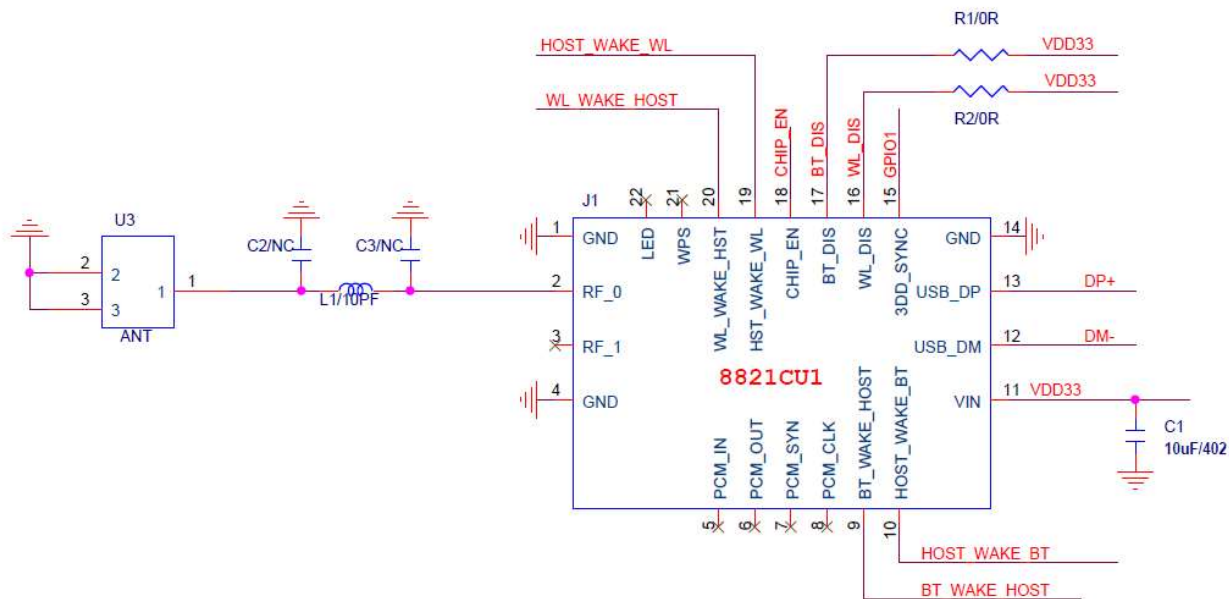 R1/0R
HOST_WAKE_WL
VDD33
VDD33
WL_WAKE_HOST
R2/0R
CHIP_EN
BT_DIS
WL_DIS
GPIO1
22
21
20
19
18
17
16
15
J1
U3
C2/NC
C3/NC
1
GND
LED
WPS
WL_WAKE_HST
HST_WAKE_WL
CHIP_EN
BT_DIS
WL_DIS
3DD_SYNC
GND
14
2
2
1
1
2
RF_0
USB_DP
13
DP+
3
3
L1/10PF
ANT
3
RF_1
USB_DM
12
DM-
8821CU1
4
GND
VIN
11
VDD33
C1
10uF/402
PCM_IN
PCM_OUT
PCM_SYN
PCM_CLK
BT_WAKE_HOST
HOST_WAKE_BT
5
6
7
8
9
10
HOST_WAKE_BT
BT_WAKE_HOST